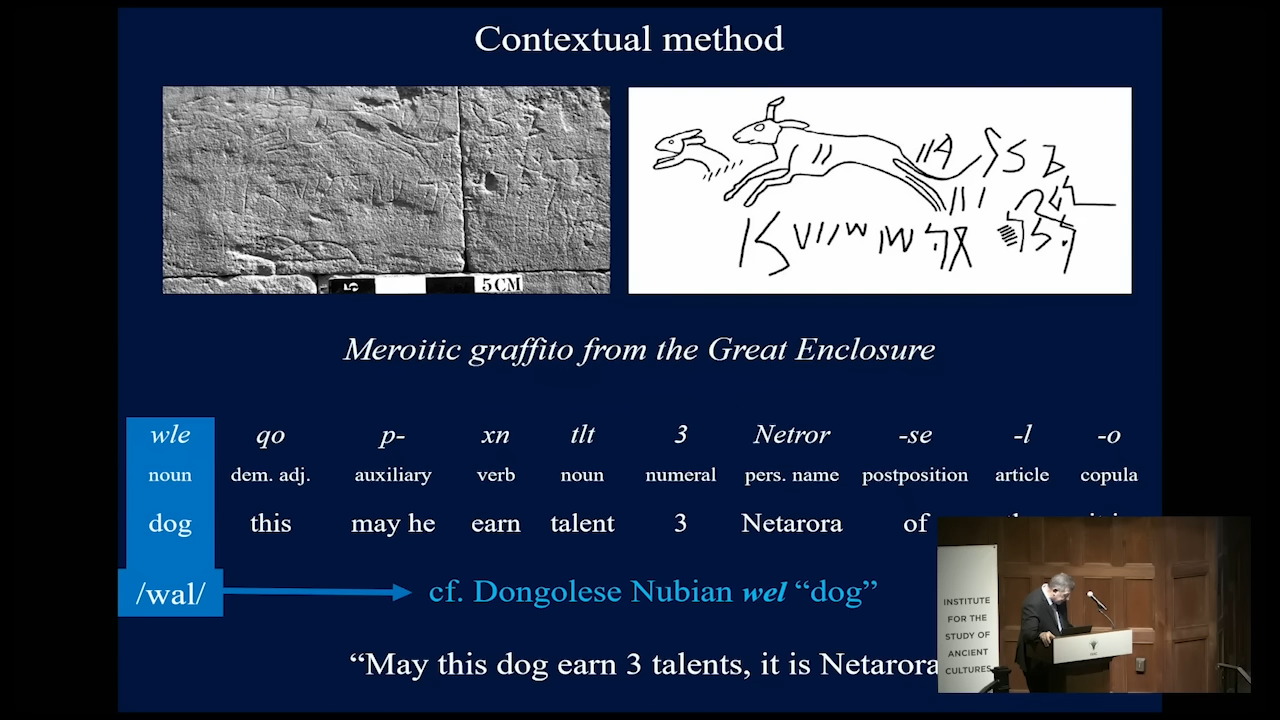 Contextual method
5CM
Meroitic graffito from the Great Enclosure
wle qo p- xn tlt 3 Netror -se -l -o
noun dem. adj. auxiliary verb noun numeral pers. name postposition article copula
dog this may he earn talent 3 Netarora of
/wal/ cf. Dongolese Nubian wel “dog”
“May this dog earn 3 talents, it is Netarora
INSTITUTE
FOR THE
STUDY OF
ANCIENT
CULTURES